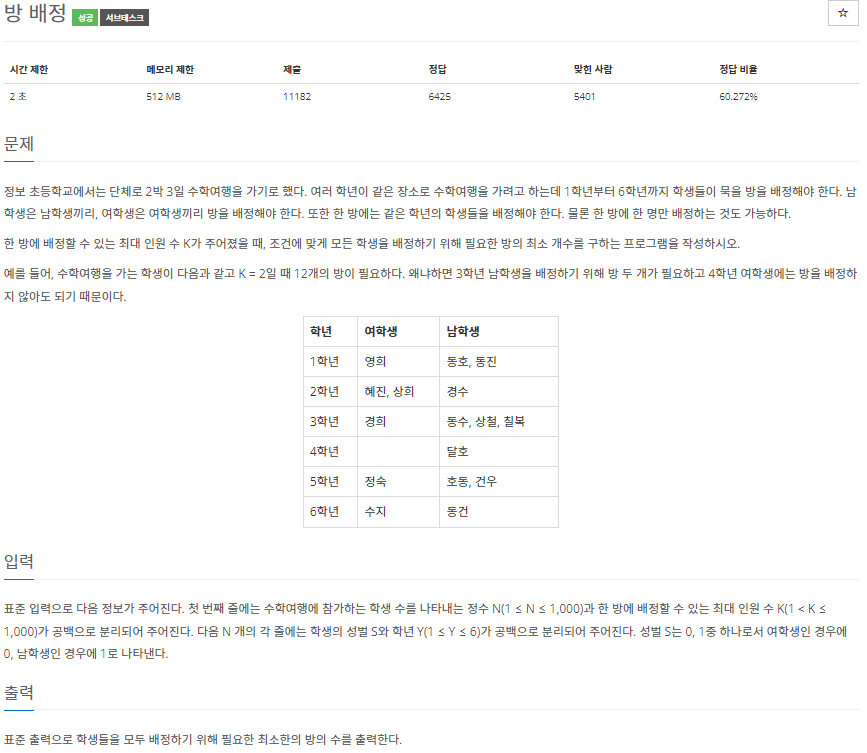 방 배정 성공 서브태스크
☆
시간 제한 메모리 제한 제출 정답 맞힌 사람 정답 비율
2 초 512 MB 11182 6425 5401 60.272%
문제
정보 초등학교에서는 단체로 2박 3일 수학여행을 가기로 했다. 여러 학년이 같은 장소로 수학여행을 가려고 하는데 1학년부터 6학년까지 학생들이 묵을 방을 배정해야 한다. 남
학생은 남학생끼리, 여학생은 여학생끼리 방을 배정해야 한다. 또한 한 방에는 같은 학년의 학생들을 배정해야 한다. 물론 한 방에 한 명만 배정하는 것도 가능하다.
한 방에 배정할 수 있는 최대 인원 수 K가 주어졌을 때, 조건에 맞게 모든 학생을 배정하기 위해 필요한 방의 최소 개수를 구하는 프로그램을 작성하시오.
예를 들어, 수학여행을 가는 학생이 다음과 같고 K = 2일 때 12개의 방이 필요하다. 왜냐하면 3학년 남학생을 배정하기 위해 방 두 개가 필요하고 4학년 여학생에는 방을 배정하
지 않아도 되기 때문이다.
학년 여학생 남학생
1학년 영희 동호, 동진
2학년 혜진, 상희 경수
3학년 경희 동수, 상철, 칠복
4학년 달호
5학년 정숙 호동, 건우
6학년 수지 동건
입력
표준 입력으로 다음 정보가 주어진다. 첫 번째 줄에는 수학여행에 참가하는 학생 수를 나타내는 정수 N(1 ≤ N ≤ 1,000)과 한 방에 배정할 수 있는 최대 인원 수 K(1 < K ≤
1,000)가 공백으로 분리되어 주어진다. 다음 N 개의 각 줄에는 학생의 성별 S와 학년 Y(1 ≤ Y ≤ 6)가 공백으로 분리되어 주어진다. 성별 S는 0, 1중 하나로서 여학생인 경우에
0, 남학생인 경우에 1로 나타낸다.
출력
표준 출력으로 학생들을 모두 배정하기 위해 필요한 최소한의 방의 수를 출력한다.